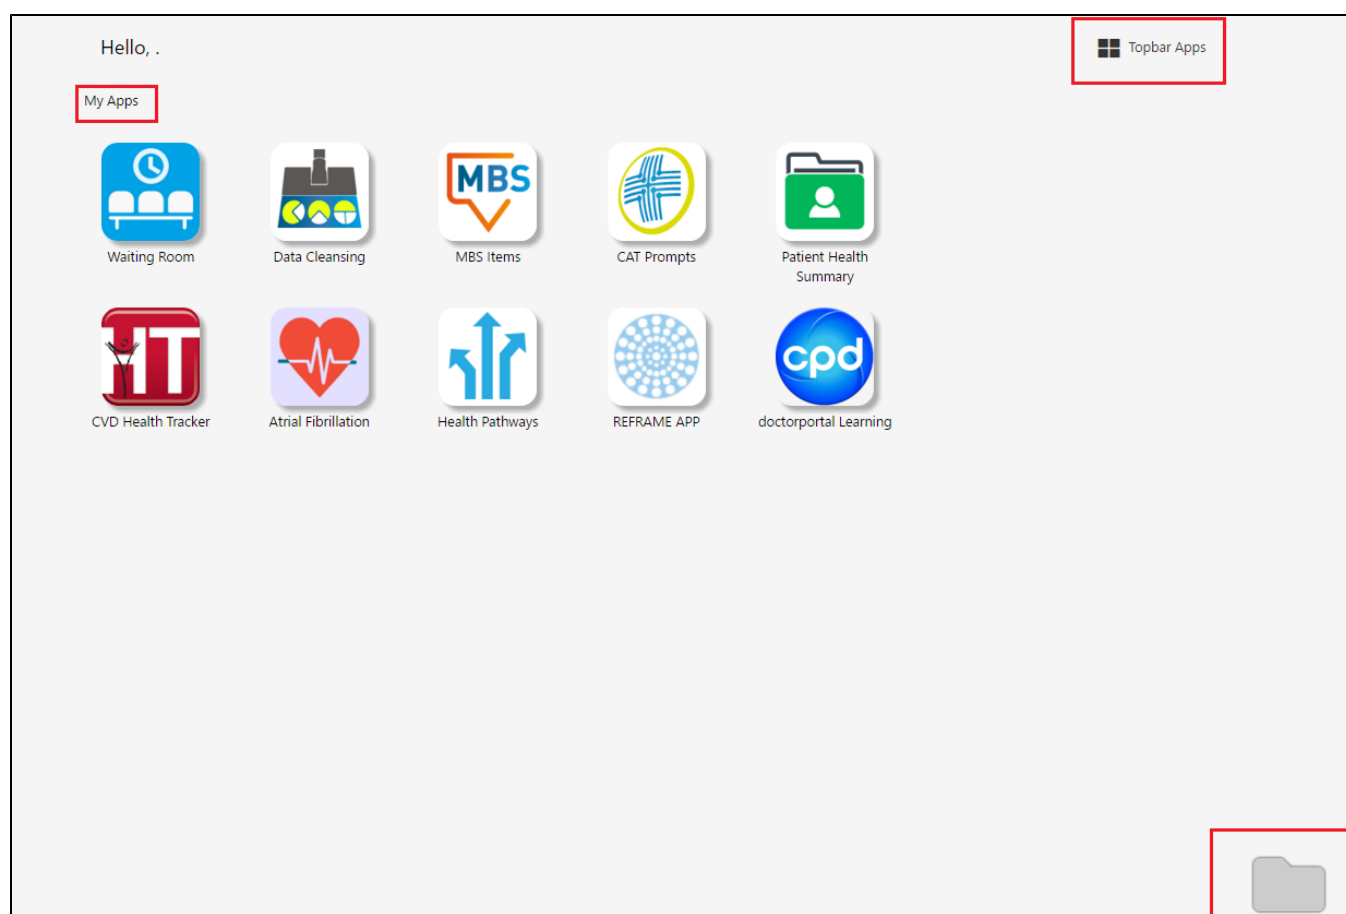 Hello, .
Topbar Apps
My Apps
MBS
Waiting Room
Data Cleansing
MBS Items
CAT Prompts
Patient Health
Summary
HT
cpd
CVD Health Tracker
Atrial Fibrillation
Health Pathways
REFRAME APP
doctorportal Learning